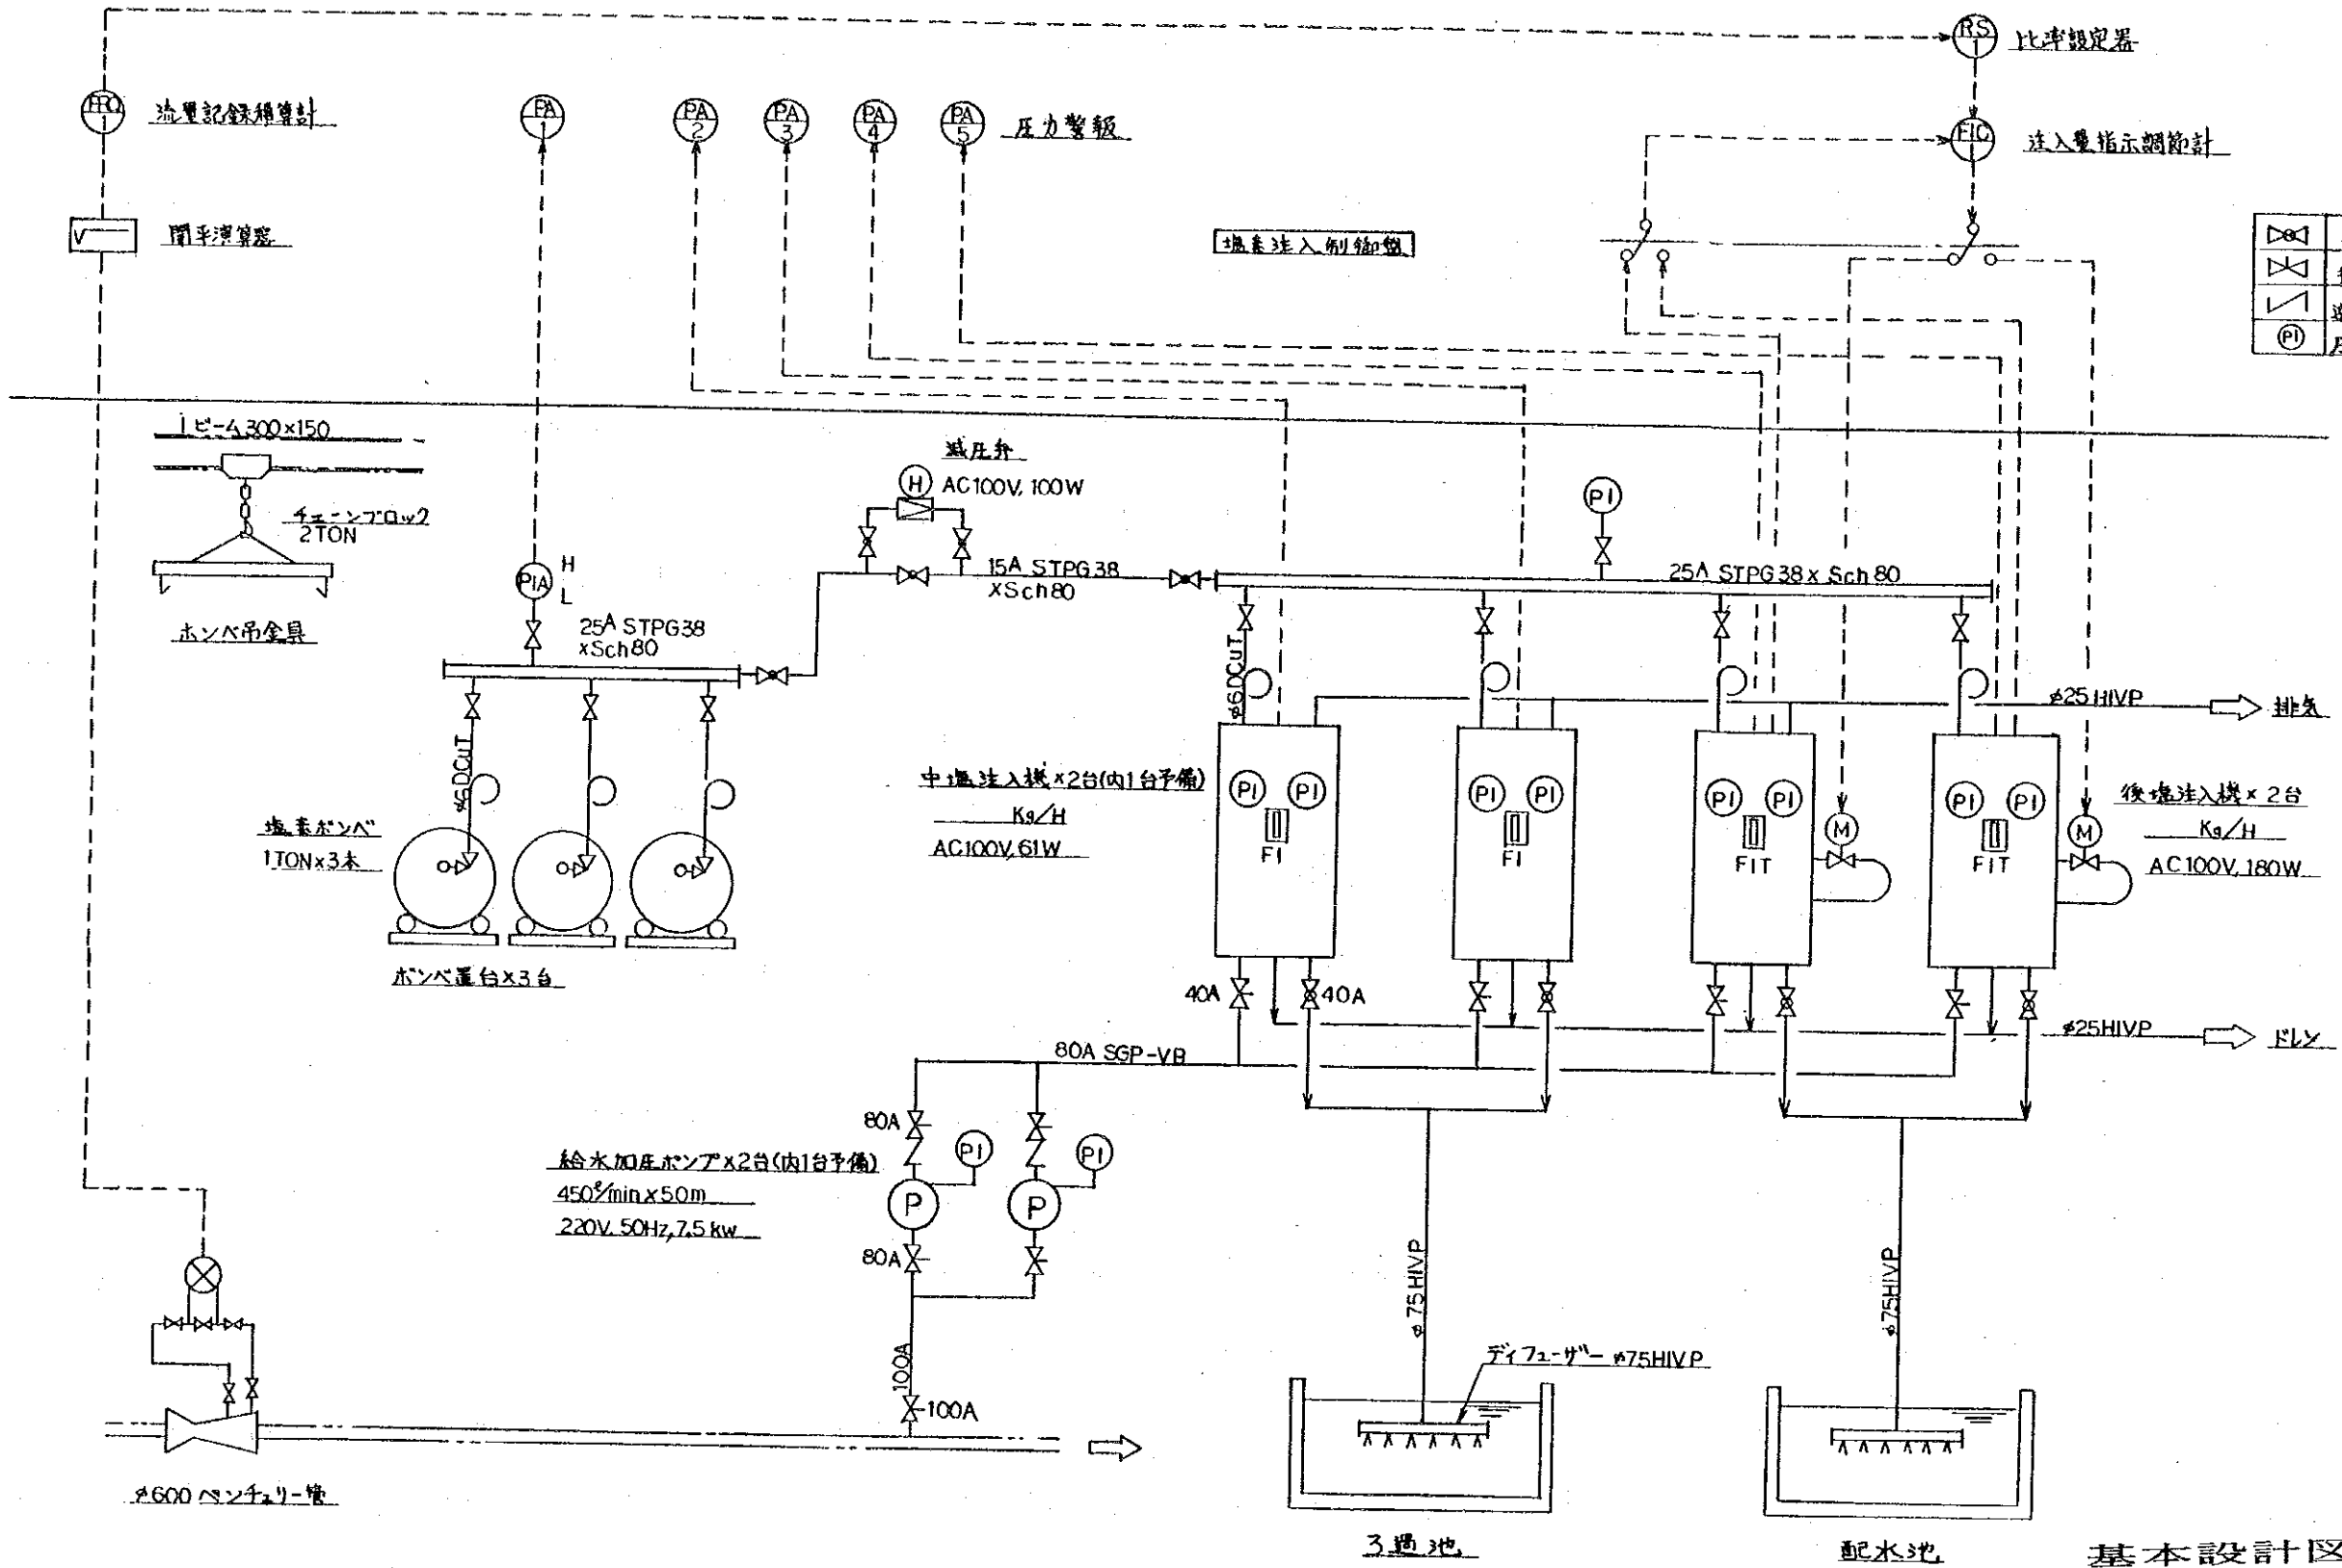 RS
比率設定器
FRQ
流量記録積算計
PA
1
PA
2
PA
3
PA
4
PA
5
圧力警報
FIC
注入量指示調節計
開平演算器
塩素注入制御盤
PI
Iビーム 300×150
チェーンブロック
2TON
ボンベ吊金具
減圧弁
H
AC100V, 100W
PIA
H
L
25A STPG38
×Sch80
15A STPG38
×Sch80
PI
25A STPG38×Sch80
φ6DCuT
φ6DCuT
塩素ボンベ
1TON×3本
ボンベ置台×3台
φ25HIVP
排気
中塩注入機×2台(内1台予備)
Kg/H
AC100V, 61W
PI
PI
FI
PI
PI
FI
PI
PI
FIT
M
PI
PI
FIT
M
後塩注入機×2台
Kg/H
AC100V, 180W
40A
40A
φ25HIVP
ドレン
80A SGP-VB
80A
PI
PI
給水加圧ポンプ×2台(内1台予備)
450ℓ/min×50m
220V. 50Hz, 7.5kw
P
P
80A
100A
100A
φ75HIVP
φ75HIVP
ディフューザー φ75HIVP
φ600 ベンチュリー管
ろ過池
配水池
基本設計図